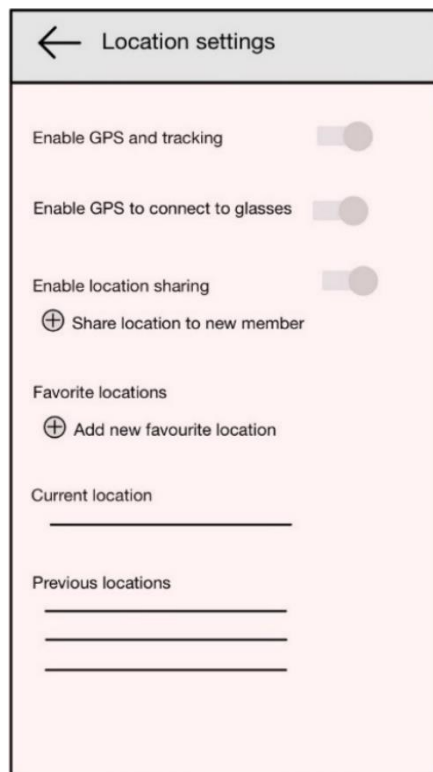 Location settings
Enable GPS and tracking
Enable GPS to connect to glasses
Enable location sharing
Share location to new member
Favorite locations
Add new favourite location
Current location
Previous locations